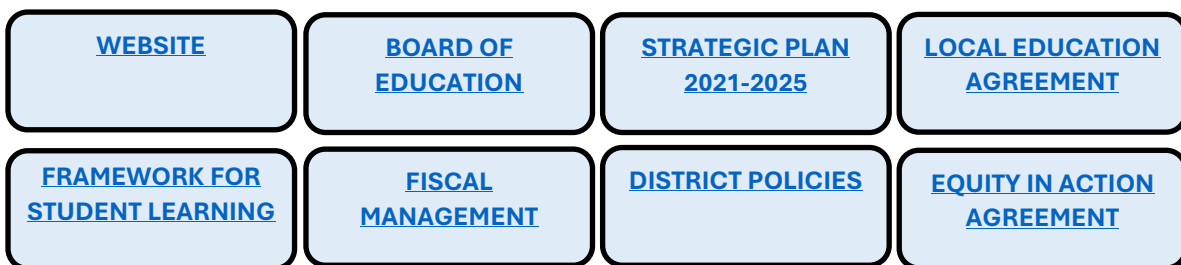 WEBSITE
BOARD OF
EDUCATION
STRATEGIC PLAN
2021-2025
LOCAL EDUCATION
AGREEMENT
FRAMEWORK FOR
STUDENT LEARNING
FISCAL
MANAGEMENT
DISTRICT POLICIES
EQUITY IN ACTION
AGREEMENT